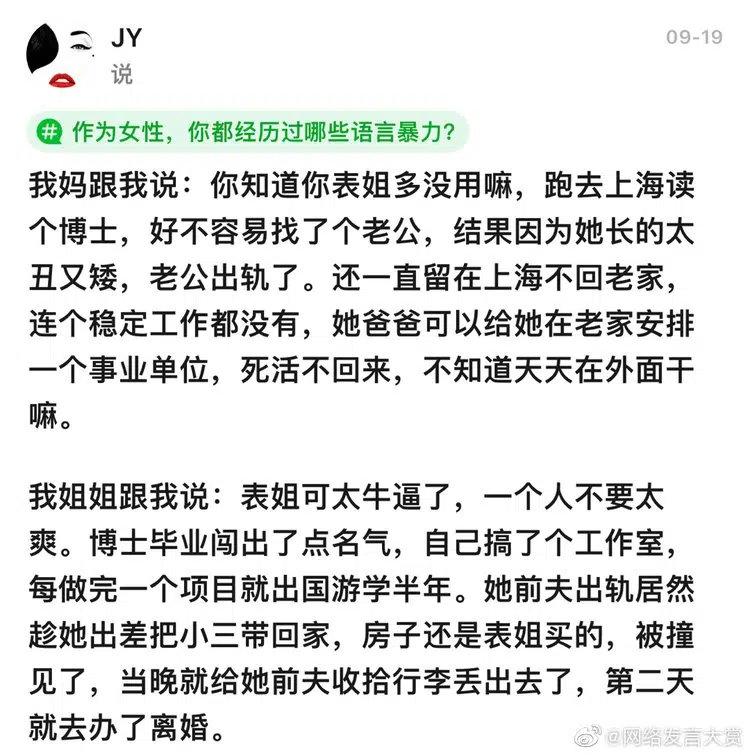 JY
09-19
说
# 作为女性，你都经历过哪些语言暴力？
我妈跟我说：你知道你表姐多没用嘛，跑去上海读
个博士，好不容易找了个老公，结果因为她长的太
丑又矮，老公出轨了。还一直留在上海不回老家，
连个稳定工作都没有，她爸爸可以给她在老家安排
一个事业单位，死活不回来，不知道天天在外面干
嘛。
我姐姐跟我说：表姐可太牛逼了，一个人不要太
爽。博士毕业闯出了点名气，自己搞了个工作室，
每做完一个项目就出国游学半年。她前夫出轨居然
趁她出差把小三带回家，房子还是表姐买的，被撞
见了，当晚就给她前夫收拾行李丢出去了，第二天
就去办了离婚。
@网络发言大赏